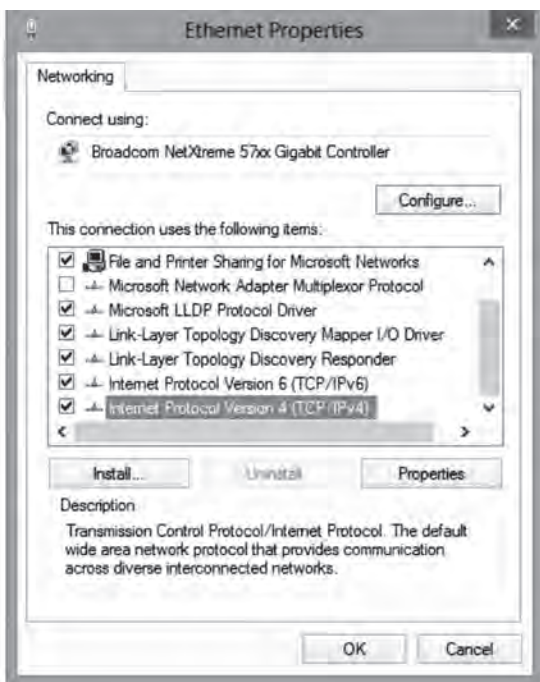 Ethernet Properties
Networking
Connect using:
Broadcom NetXtreme 57xx Gigabit Controller
Configure...
This connection uses the following items:
File and Printer Sharing for Microsoft Networks
Microsoft Network Adapter Multiplexor Protocol
Microsoft LLDP Protocol Driver
Link-Layer Topology Discovery Mapper I/O Driver
Link-Layer Topology Discovery Responder
Internet Protocol Version 6 (TCP/IPv6)
Internet Protocol Version 4 (TCP/IPv4)
Install... Uninstall Properties
Description
Transmission Control Protocol/Internet Protocol. The default
wide area network protocol that provides communication
across diverse interconnected networks.
OK Cancel